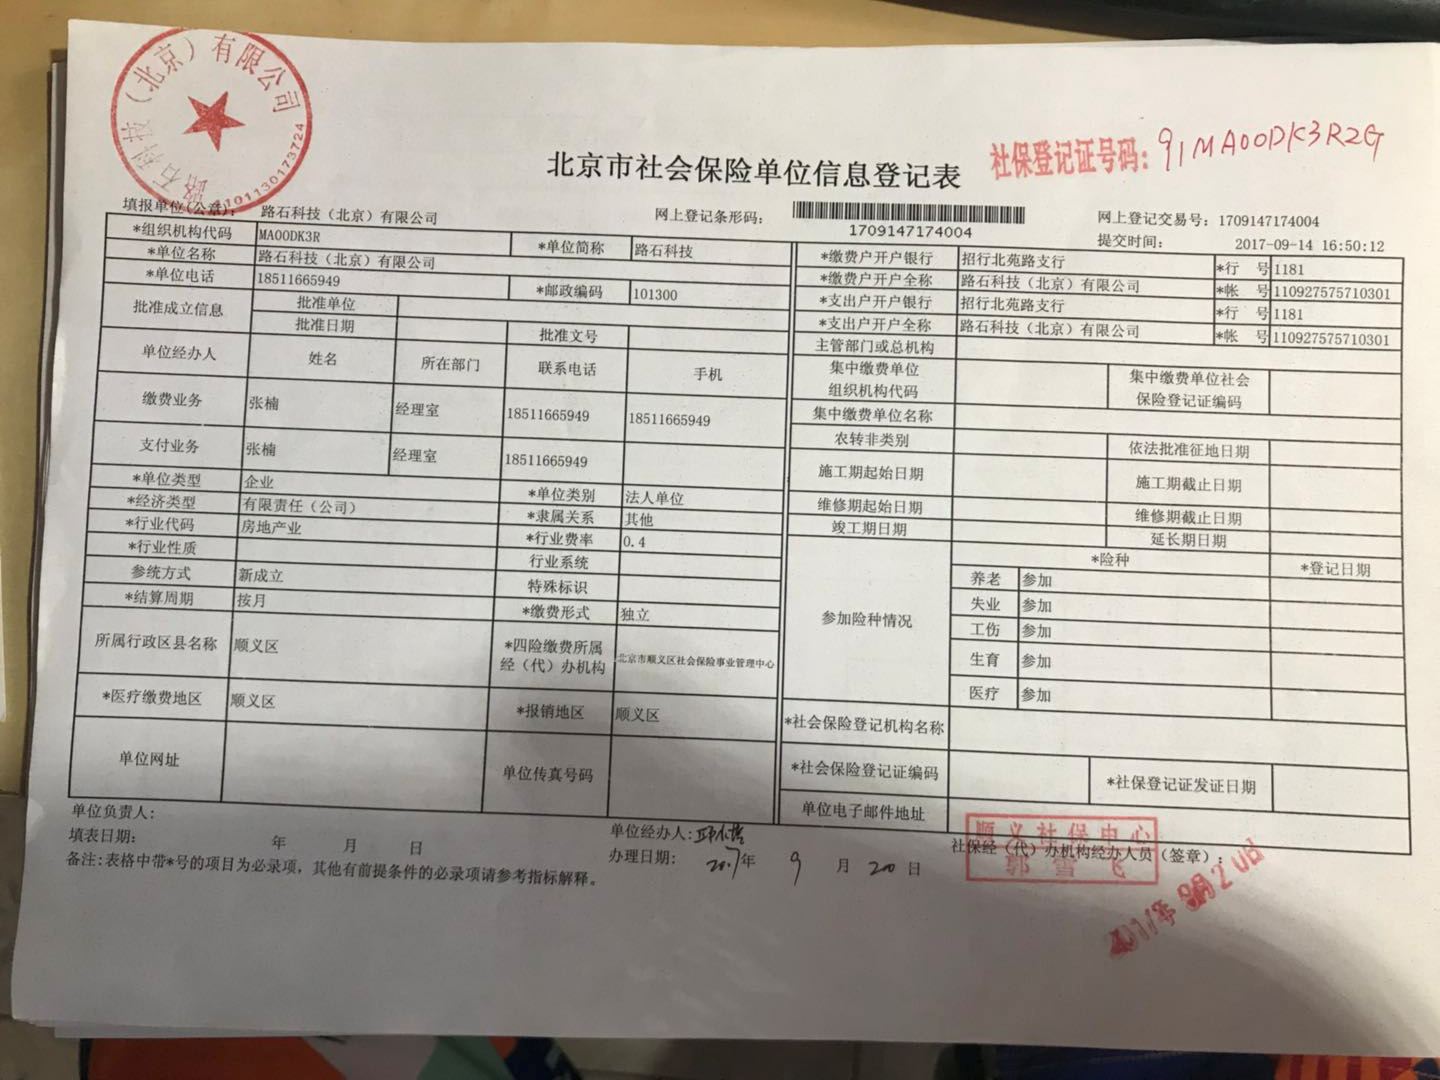 路石科技（北京）有限公司
1101130173724
北京市社会保险单位信息登记表
社保登记证号码：91MA00DK3R2G
填报单位(公章)： 路石科技（北京）有限公司
网上登记条形码： 1709147174004
网上登记交易号：1709147174004
提交时间： 2017-09-14 16:50:12
*组织机构代码 MA00DK3R *单位简称 路石科技
*单位名称 路石科技（北京）有限公司
*单位电话 18511665949 *邮政编码 101300
批准成立信息 批准单位
批准日期 批准文号
单位经办人 姓名 所在部门 联系电话 手机
缴费业务 张楠 经理室 18511665949 18511665949
支付业务 张楠 经理室 18511665949
*单位类型 企业 *单位类别 法人单位
*经济类型 有限责任（公司） *隶属关系 其他
*行业代码 房地产业 *行业费率 0.4
*行业性质 行业系统
参统方式 新成立 特殊标识
*结算周期 按月 *缴费形式 独立
所属行政区县名称 顺义区 *四险缴费所属经（代）办机构 北京市顺义区社会保险事业管理中心
*医疗缴费地区 顺义区 *报销地区 顺义区
单位网址 单位传真号码
*缴费户开户银行 招行北苑路支行 *行 号 1181
*缴费户开户全称 路石科技（北京）有限公司 *帐 号 110927575710301
*支出户开户银行 招行北苑路支行 *行 号 1181
*支出户开户全称 路石科技（北京）有限公司 *帐 号 110927575710301
主管部门或总机构
集中缴费单位组织机构代码 集中缴费单位社会保险登记证编码
集中缴费单位名称
农转非类别 依法批准征地日期
施工期起始日期 施工期截止日期
维修期起始日期 维修期截止日期
竣工期日期 延长期日期
参加险种情况 *险种 *登记日期
养老 参加
失业 参加
工伤 参加
生育 参加
医疗 参加
*社会保险登记机构名称
*社会保险登记证编码 *社保登记证发证日期
单位电子邮件地址
单位负责人：
单位经办人：
社保经（代）办机构经办人员（签章）：
填表日期： 年 月 日
办理日期： 2017年 9 月 20 日
备注：表格中带*号的项目为必录项，其他有前提条件的必录项请参考指标解释。
顺义社保中心
郭雪飞